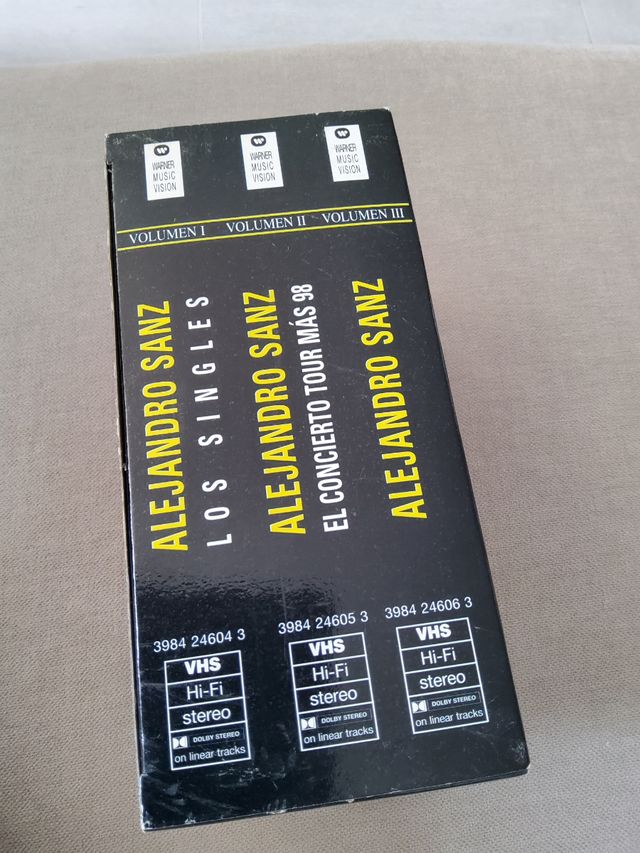 WARNER
MUSIC
VISION
VOLUMEN I
ALEJANDRO SANZ
LOS SINGLES
3984 24604 3
VHS
Hi-Fi
stereo
DOLBY STEREO
on linear tracks
WARNER
MUSIC
VISION
VOLUMEN II
ALEJANDRO SANZ
EL CONCIERTO TOUR MÁS 98
3984 24605 3
VHS
Hi-Fi
stereo
DOLBY STEREO
on linear tracks
WARNER
MUSIC
VISION
VOLUMEN III
ALEJANDRO SANZ
3984 24606 3
VHS
Hi-Fi
stereo
DOLBY STEREO
on linear tracks